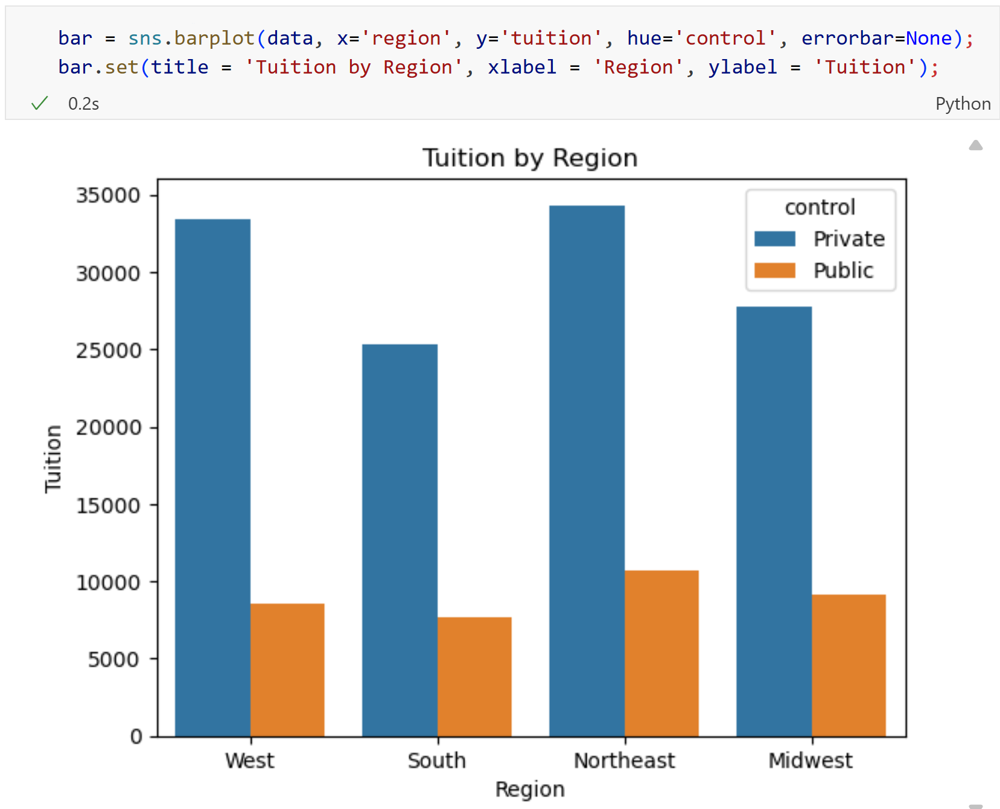 bar = sns.barplot(data, x='region', y='tuition', hue='control', errorbar=None);
bar.set(title = 'Tuition by Region', xlabel = 'Region', ylabel = 'Tuition');
0.2s
Python
Tuition by Region
control
Private
Public
35000
30000
25000
20000
15000
10000
5000
0
Tuition
West South Northeast Midwest
Region